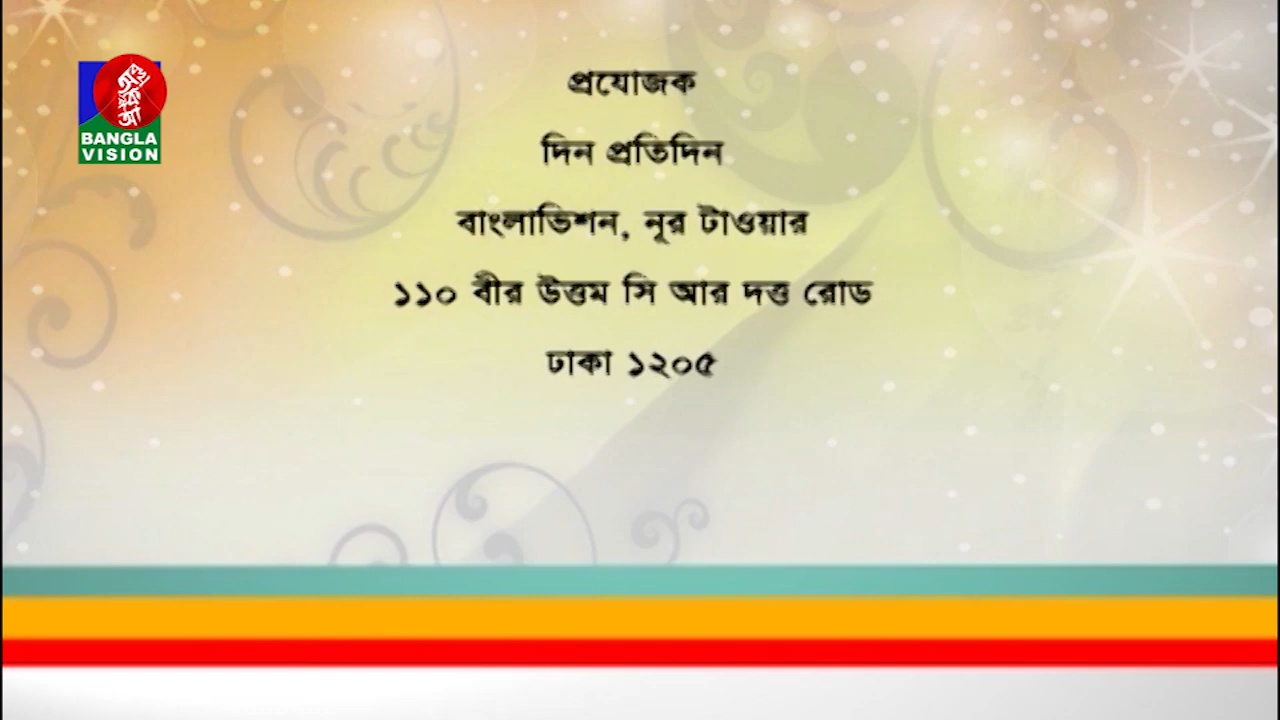 BANGLA
VISION
প্রযোজক
দিন প্রতিদিন
বাংলাভিশন, নূর টাওয়ার
১১০ বীর উত্তম সি আর দত্ত রোড
ঢাকা ১২০৫